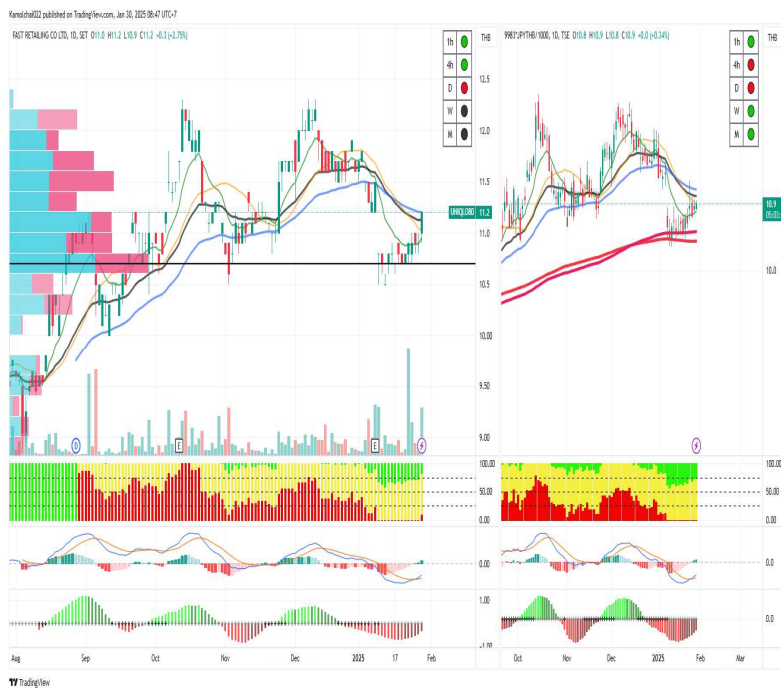 Kamolchai022 published on TradingView.com, Jan 30, 2025 08:47 UTC+7
FAST RETAILING CO LTD, 1D, SET O11.0 H11.2 L10.9 C11.2 +0.3 (+2.75%)
THB
1h
4h
D
W
M
12.5
12.0
11.5
UNIQLO80 11.2
11.0
10.5
10.00
9.50
9.00
D
E
E
100.00
50.00
0.00
0.00
1.00
-1.00
Aug Sep Oct Nov Dec 2025 17 Feb
9983*JPYTHB/1000, 1D, TSE O10.8 H10.9 L10.8 C10.9 +0.0 (+0.34%)
THB
1h
4h
D
W
M
10.9
10.0
100.00
50.00
0.00
0.0
0.0
Oct Nov Dec 2025 Feb Mar
TradingView